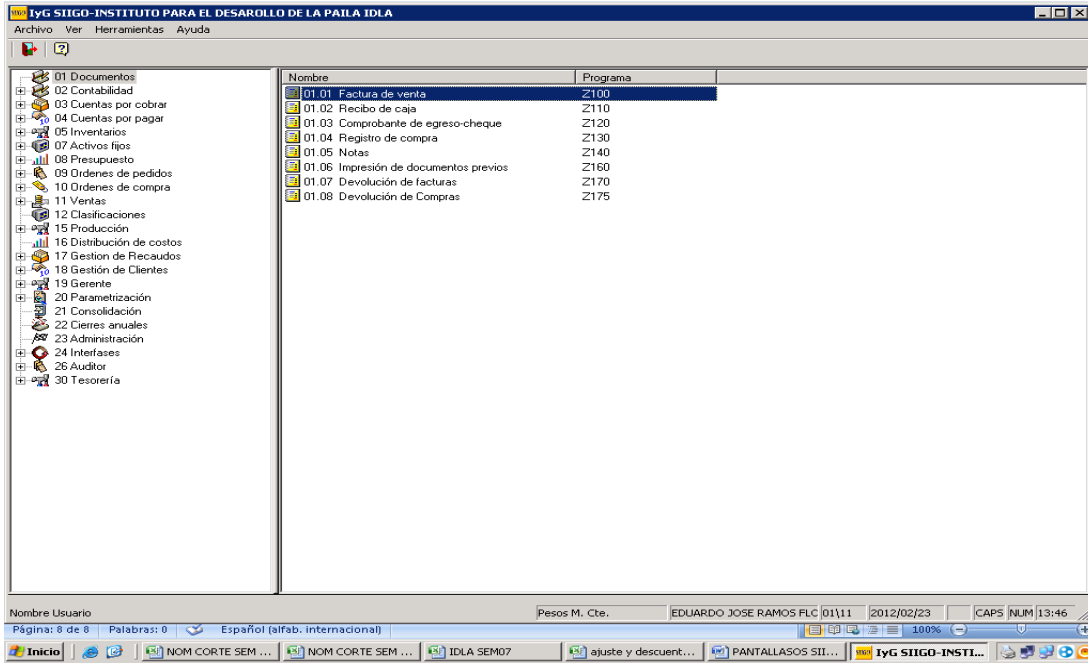 IyG SIIGO-INSTITUTO PARA EL DESAROLLO DE LA PAILA IDLA
Archivo Ver Herramientas Ayuda
01 Documentos
02 Contabilidad
03 Cuentas por cobrar
04 Cuentas por pagar
05 Inventarios
07 Activos fijos
08 Presupuesto
09 Ordenes de pedidos
10 Ordenes de compra
11 Ventas
12 Clasificaciones
15 Producción
16 Distribución de costos
17 Gestion de Recaudos
18 Gestión de Clientes
19 Gerente
20 Parametrización
21 Consolidación
22 Cierres anuales
23 Administración
24 Interfases
26 Auditor
30 Tesorería
Nombre Programa
01.01 Factura de venta Z100
01.02 Recibo de caja Z110
01.03 Comprobante de egreso-cheque Z120
01.04 Registro de compra Z130
01.05 Notas Z140
01.06 Impresión de documentos previos Z160
01.07 Devolución de facturas Z170
01.08 Devolución de Compras Z175
Nombre Usuario Pesos M. Cte. EDUARDO JOSE RAMOS FLC 01\11 2012/02/23 CAPS NUM 13:46
Página: 8 de 8 Palabras: 0 Español (alfab. internacional) 100%
Inicio NOM CORTE SEM ... NOM CORTE SEM ... IDLA SEM07 ajuste y descuent... PANTALLASOS SII... IyG SIIGO-INSTI...